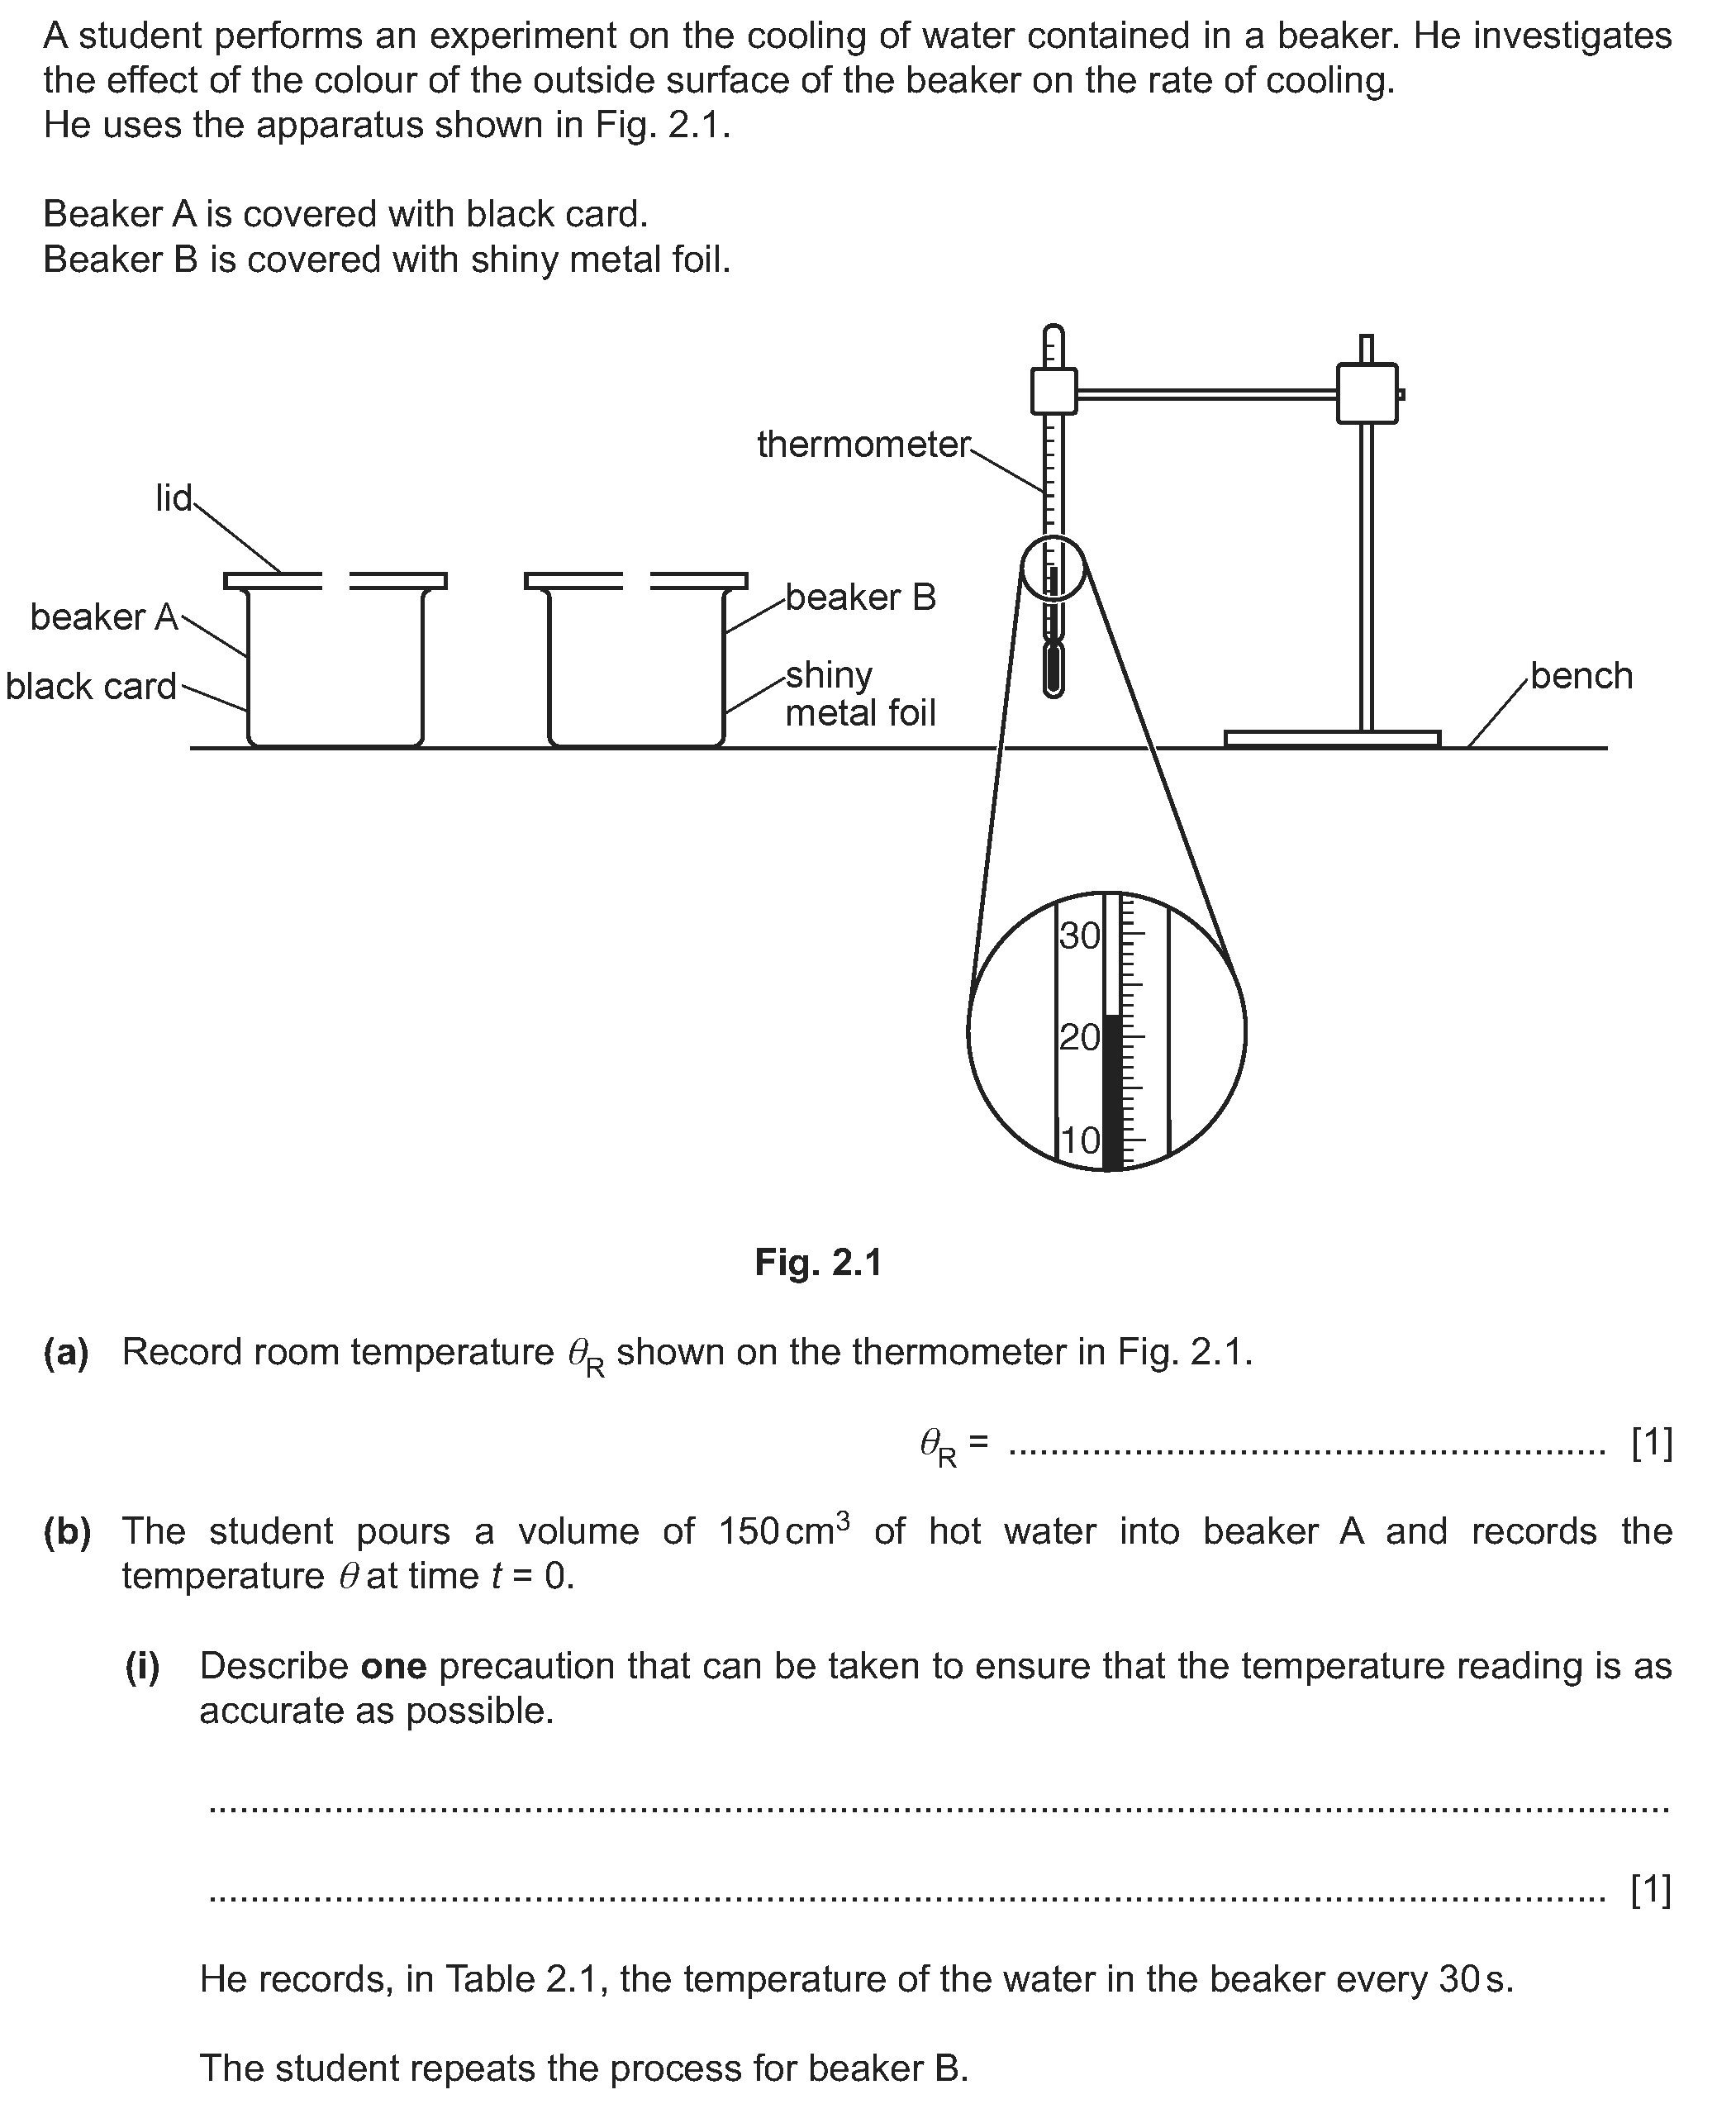 A student performs an experiment on the cooling of water contained in a beaker. He investigates
the effect of the colour of the outside surface of the beaker on the rate of cooling.
He uses the apparatus shown in Fig. 2.1.
Beaker A is covered with black card.
Beaker B is covered with shiny metal foil.
thermometer
lid
beaker A
black card
beaker B
shiny
metal foil
bench
30
20
10
Fig. 2.1
(a) Record room temperature θR shown on the thermometer in Fig. 2.1.
θR = ........................................................ [1]
(b) The student pours a volume of 150 cm³ of hot water into beaker A and records the
temperature θ at time t = 0.
(i) Describe one precaution that can be taken to ensure that the temperature reading is as
accurate as possible.
..........................................................................................................................................
.................................................................................................................................... [1]
He records, in Table 2.1, the temperature of the water in the beaker every 30 s.
The student repeats the process for beaker B.